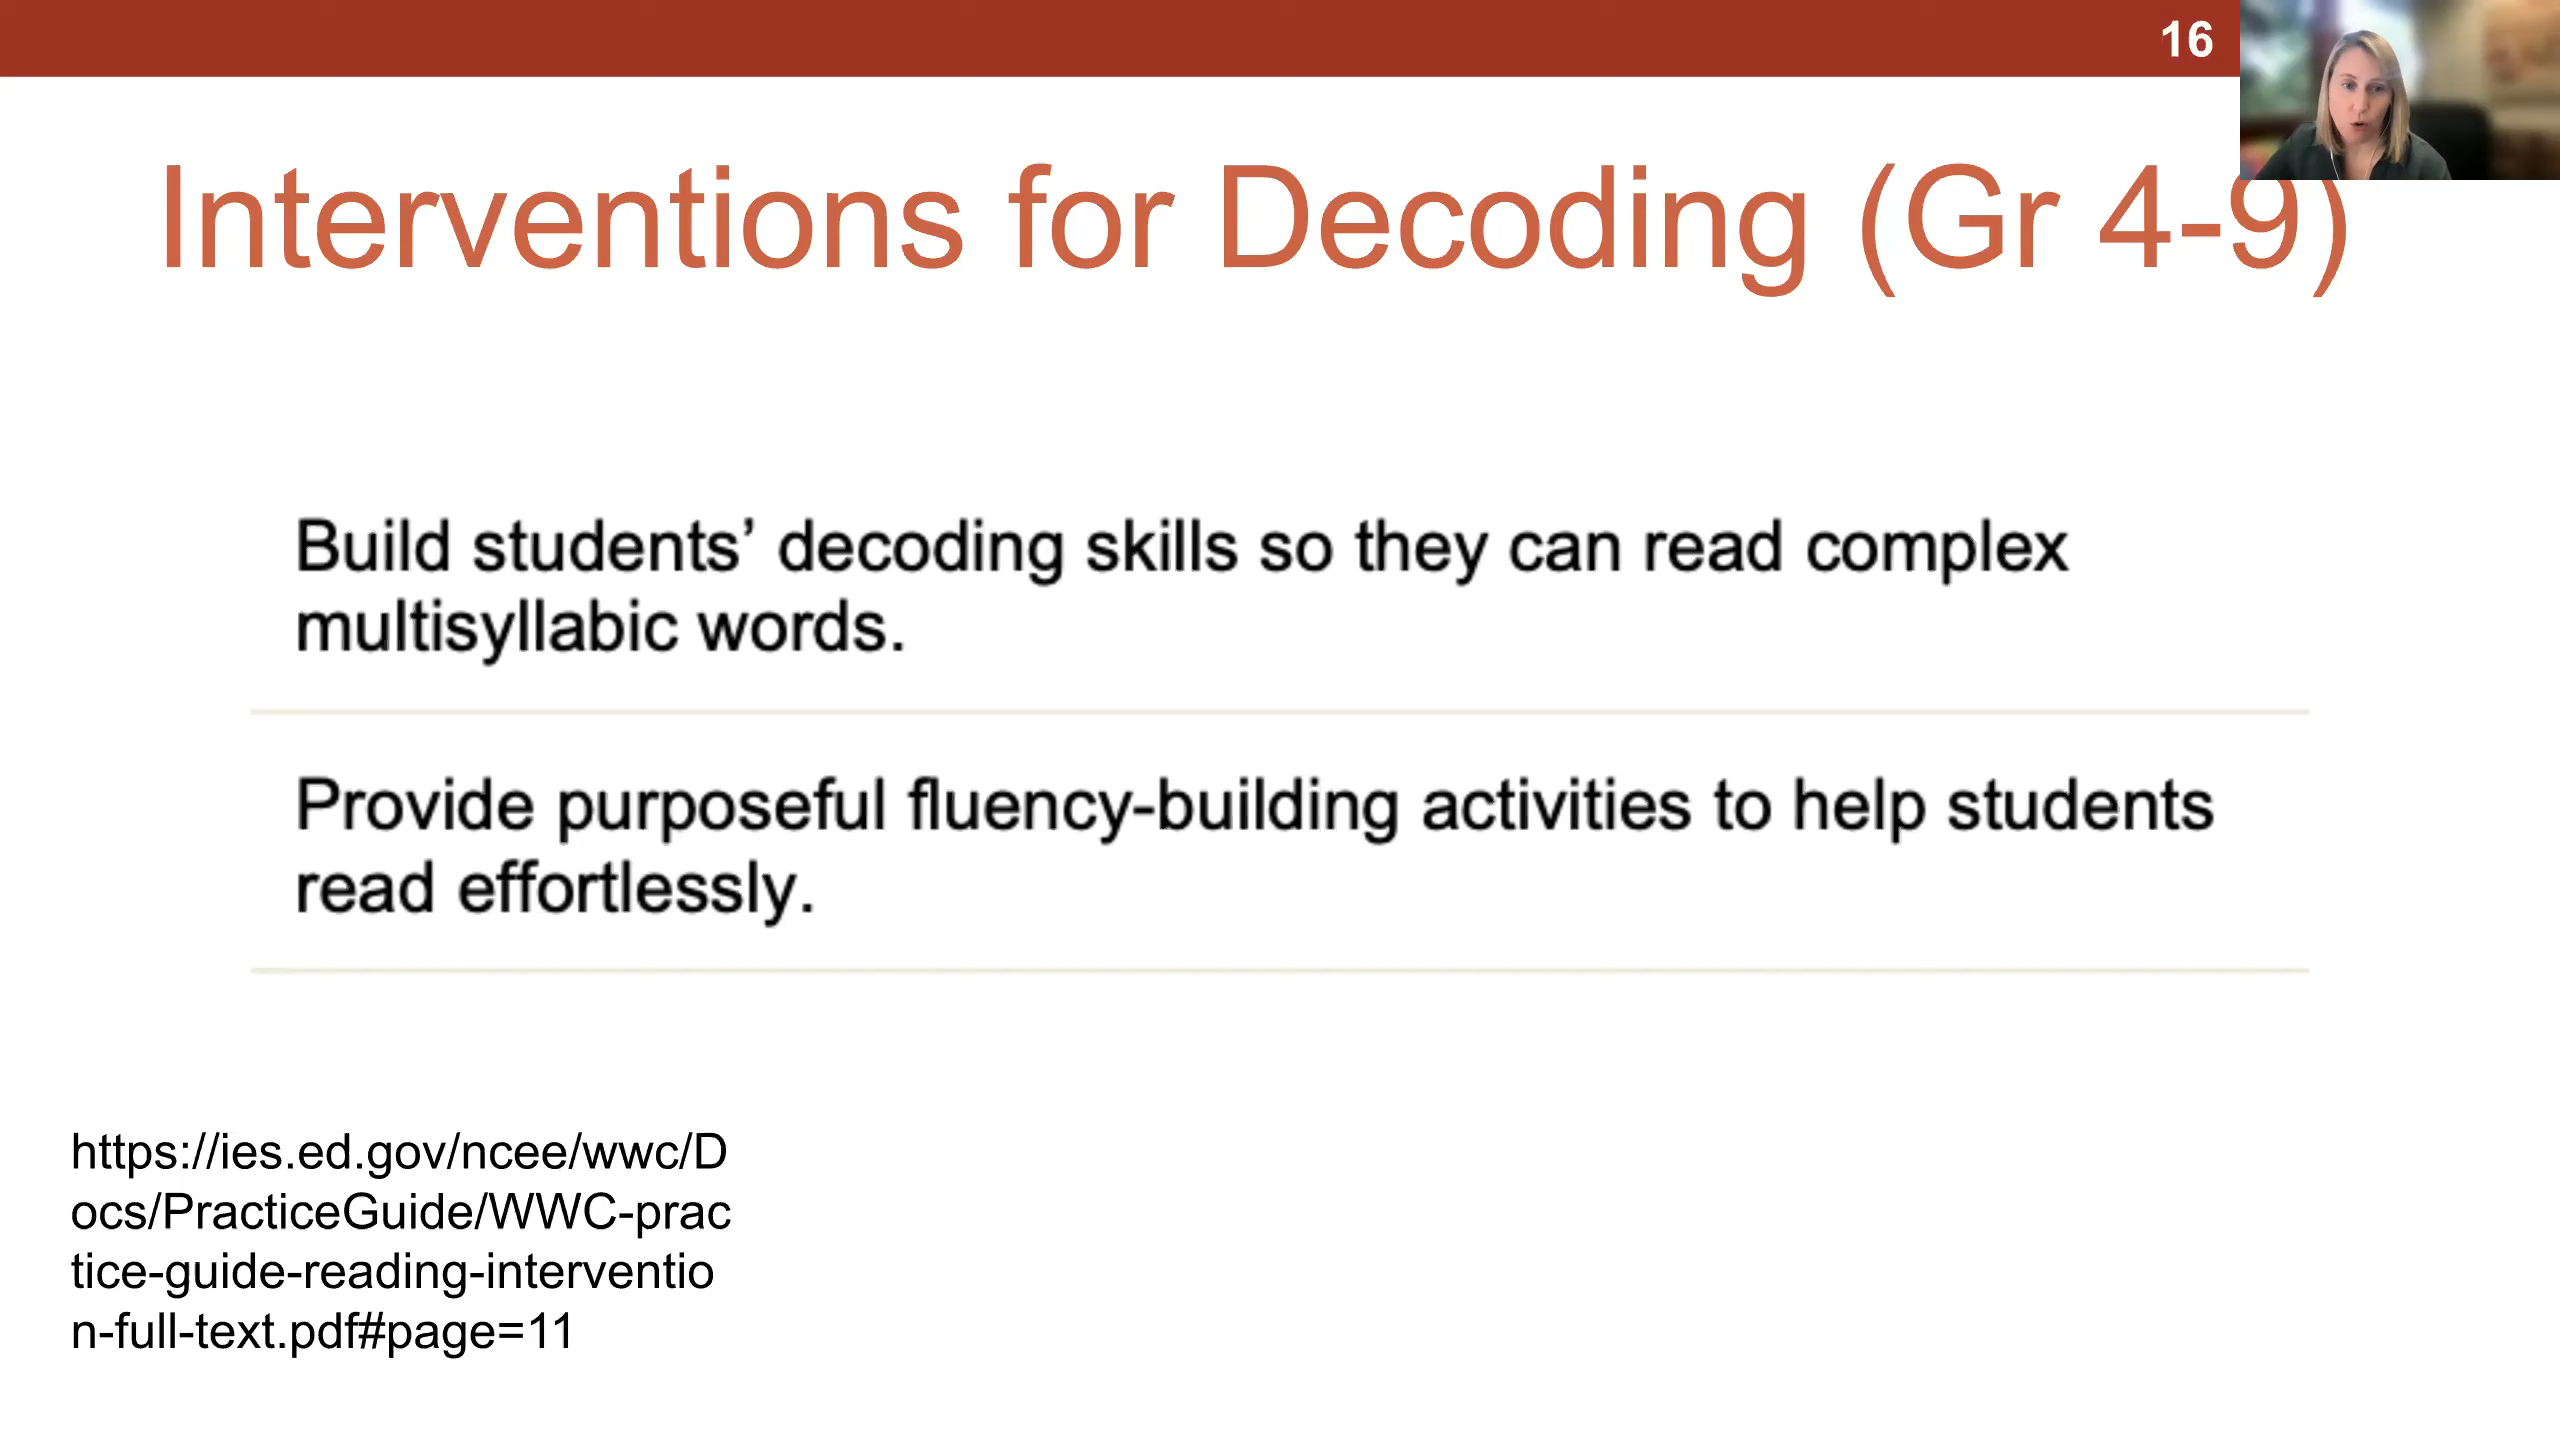 16
Interventions for Decoding (Gr 4-9)
Build students’ decoding skills so they can read complex
multisyllabic words.
Provide purposeful fluency-building activities to help students
read effortlessly.
https://ies.ed.gov/ncee/wwc/D
ocs/PracticeGuide/WWC-prac
tice-guide-reading-interventio
n-full-text.pdf#page=11